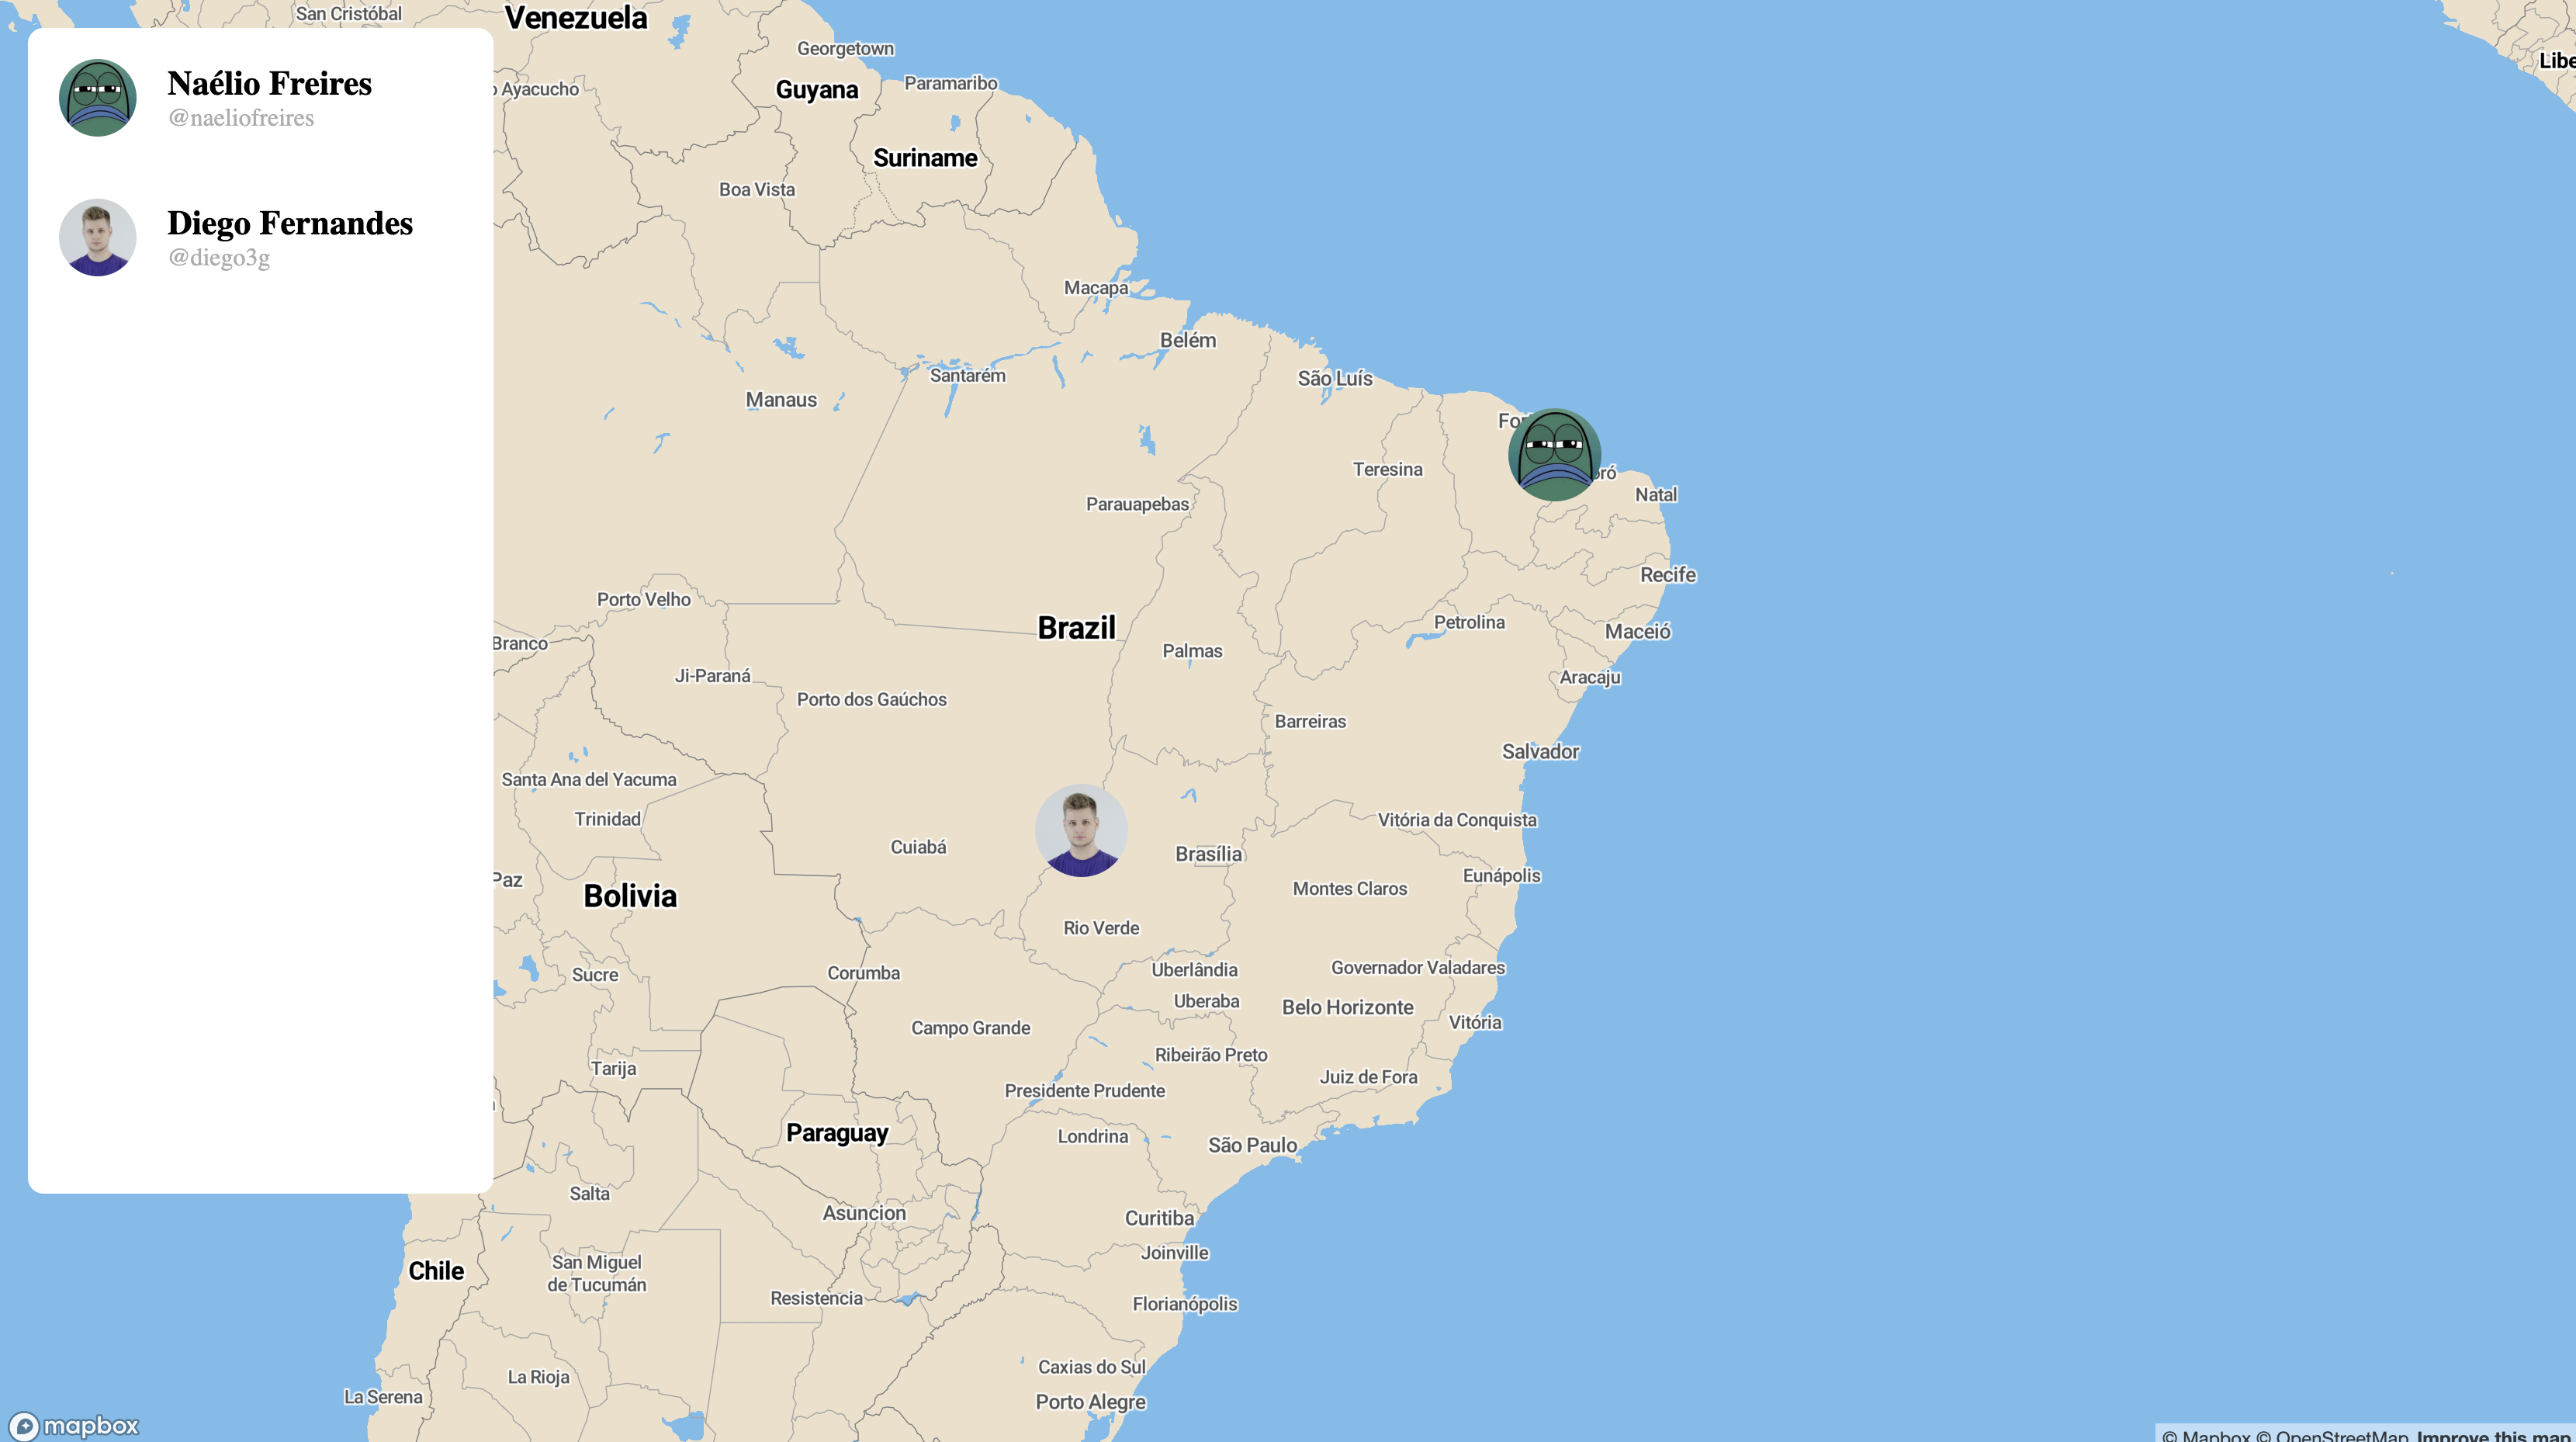 Naélio Freires
@naeliofreires
Diego Fernandes
@diego3g
San Cristóbal
Venezuela
Georgetown
Ayacucho
Guyana
Paramaribo
Suriname
Boa Vista
Macapa
Belém
Santarém
São Luís
Manaus
Teresina
Natal
Parauapebas
Recife
Porto Velho
Brazil
Petrolina
Maceió
Branco
Palmas
Ji-Paraná
Aracaju
Porto dos Gaúchos
Barreiras
Salvador
Santa Ana del Yacuma
Trinidad
Vitória da Conquista
Cuiabá
Brasília
Eunápolis
Paz
Montes Claros
Bolivia
Rio Verde
Governador Valadares
Uberlândia
Corumba
Sucre
Uberaba
Belo Horizonte
Vitória
Campo Grande
Ribeirão Preto
Tarija
Juiz de Fora
Presidente Prudente
Paraguay
Londrina
São Paulo
Salta
Asuncion
Curitiba
Joinville
San Miguel
de Tucumán
Chile
Resistencia
Florianópolis
Caxias do Sul
La Rioja
La Serena
Porto Alegre
mapbox
© Mapbox © OpenStreetMap Improve this map